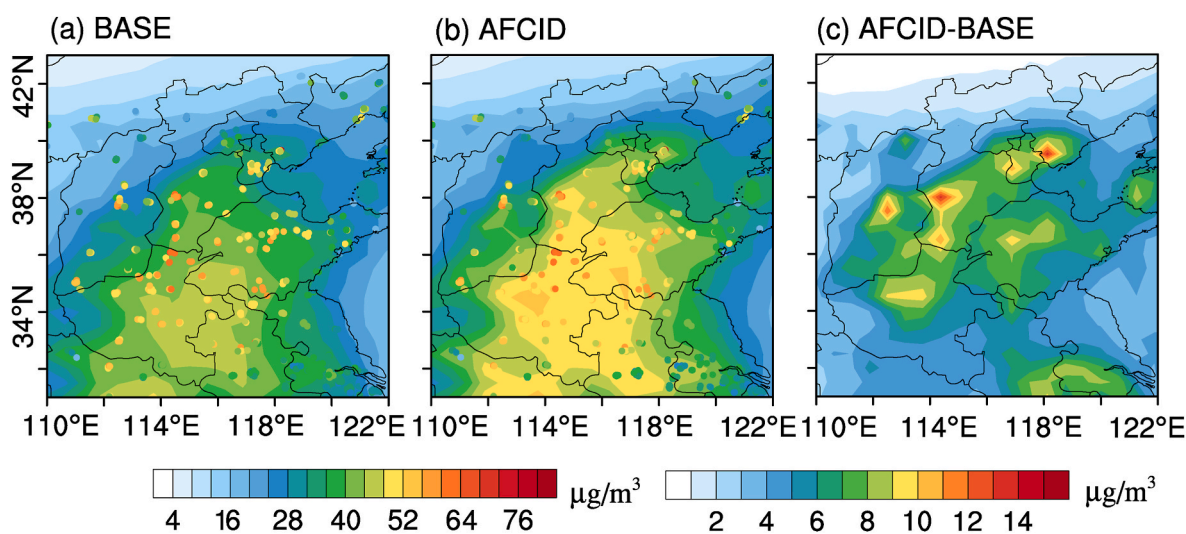 (a) BASE (b) AFCID (c) AFCID-BASE
42°N
38°N
34°N
110°E 114°E 118°E 122°E 110°E 114°E 118°E 122°E 110°E 114°E 118°E 122°E
4 16 28 40 52 64 76 μg/m³ 2 4 6 8 10 12 14 μg/m³